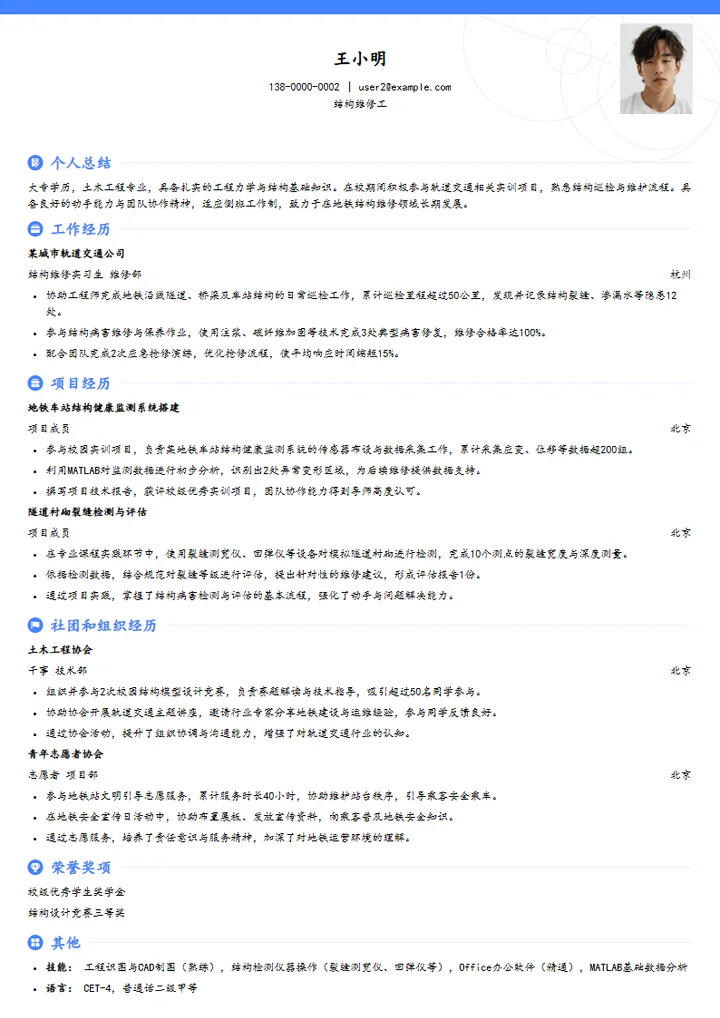 王小明
138-0000-0002 | user2@example.com
结构维修工
个人总结
大专学历，土木工程专业，具备扎实的工程力学与结构基础知识。在校期间积极参与轨道交通相关实训项目，熟悉结构巡检与维护流程。具
备良好的动手能力与团队协作精神，适应倒班工作制，致力于在地铁结构维修领域长期发展。
工作经历
某城市轨道交通公司
结构维修实习生 维修部 杭州
• 协助工程师完成地铁沿线隧道、桥梁及车站结构的日常巡检工作，累计巡检里程超过50公里，发现并记录结构裂缝、渗漏水等隐患12
处。
• 参与结构病害维修与保养作业，使用注浆、碳纤维加固等技术完成3处典型病害修复，维修合格率达100%。
• 配合团队完成2次应急抢修演练，优化抢修流程，使平均响应时间缩短15%。
项目经历
地铁车站结构健康监测系统搭建
项目成员 北京
• 参与校园实训项目，负责某地铁车站结构健康监测系统的传感器布设与数据采集工作，累计采集应变、位移等数据超200组。
• 利用MATLAB对监测数据进行初步分析，识别出2处异常变形区域，为后续维修提供数据支持。
• 撰写项目技术报告，获评校级优秀实训项目，团队协作能力得到导师高度认可。
隧道衬砌裂缝检测与评估
项目成员 北京
• 在专业课程实践环节中，使用裂缝测宽仪、回弹仪等设备对模拟隧道衬砌进行检测，完成10个测点的裂缝宽度与深度测量。
• 依据检测数据，结合规范对裂缝等级进行评估，提出针对性的维修建议，形成评估报告1份。
• 通过项目实践，掌握了结构病害检测与评估的基本流程，强化了动手与问题解决能力。
社团和组织经历
土木工程协会
干事 技术部 北京
• 组织并参与2次校园结构模型设计竞赛，负责赛题解读与技术指导，吸引超过50名同学参与。
• 协助协会开展轨道交通主题讲座，邀请行业专家分享地铁建设与运维经验，参与同学反馈良好。
• 通过协会活动，提升了组织协调与沟通能力，增强了对轨道交通行业的认知。
青年志愿者协会
志愿者 项目部 北京
• 参与地铁站文明引导志愿服务，累计服务时长40小时，协助维护站台秩序，引导乘客安全乘车。
• 在地铁安全宣传日活动中，协助布置展板、发放宣传资料，向乘客普及地铁安全知识。
• 通过志愿服务，培养了责任意识与服务精神，加深了对地铁运营环境的理解。
荣誉奖项
校级优秀学生奖学金
结构设计竞赛三等奖
其他
• 技能： 工程识图与CAD制图（熟练），结构检测仪器操作（裂缝测宽仪、回弹仪等），Office办公软件（精通），MATLAB基础数据分析
• 语言： CET-4，普通话二级甲等